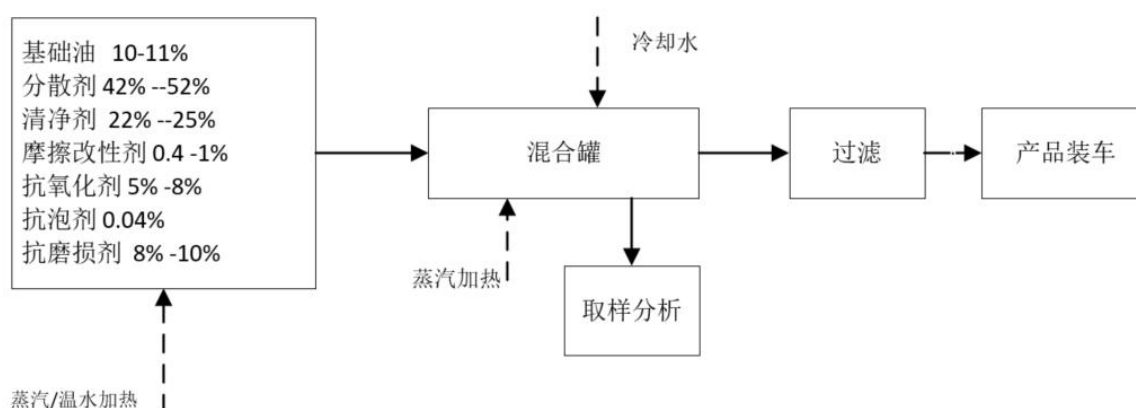 基础油 10-11%
分散剂 42% --52%
清净剂 22% --25%
摩擦改性剂 0.4 -1%
抗氧化剂 5% -8%
抗泡剂 0.04%
抗磨损剂 8% -10%
蒸汽/温水加热
冷却水
混合罐
蒸汽加热
取样分析
过滤
产品装车